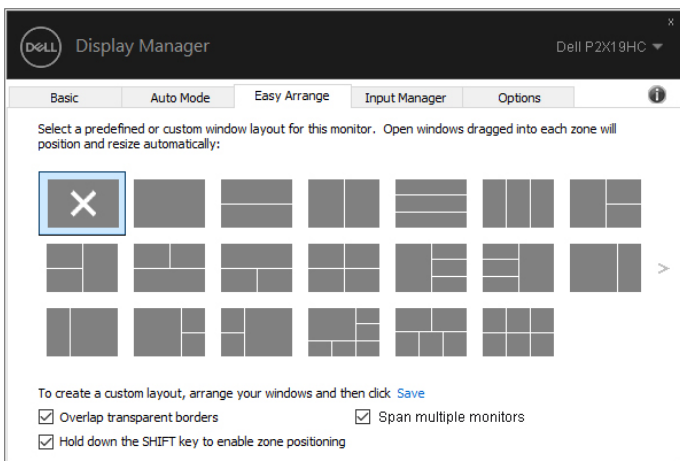 x
DELL Display Manager Dell P2X19HC
Basic Auto Mode Easy Arrange Input Manager Options
Select a predefined or custom window layout for this monitor. Open windows dragged into each zone will
position and resize automatically:
To create a custom layout, arrange your windows and then click Save
Overlap transparent borders Span multiple monitors
Hold down the SHIFT key to enable zone positioning